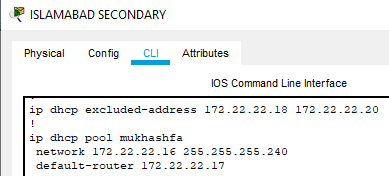 ISLAMABAD SECONDARY
Physical Config CLI Attributes
IOS Command Line Interface
ip dhcp excluded-address 172.22.22.18 172.22.22.20
!
ip dhcp pool mukhashfa
network 172.22.22.16 255.255.255.240
default-router 172.22.22.17